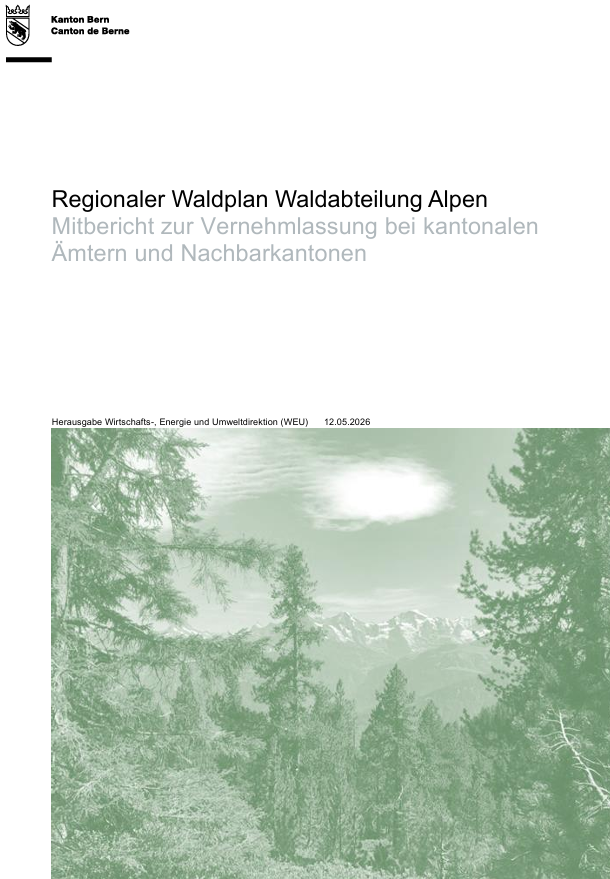 Kanton Bern
Canton de Berne
Regionaler Waldplan Waldabteilung Alpen
Mitbericht zur Vernehmlassung bei kantonalen
Ämtern und Nachbarkantonen
Herausgabe Wirtschafts-, Energie und Umweltdirektion (WEU) 12.05.2026